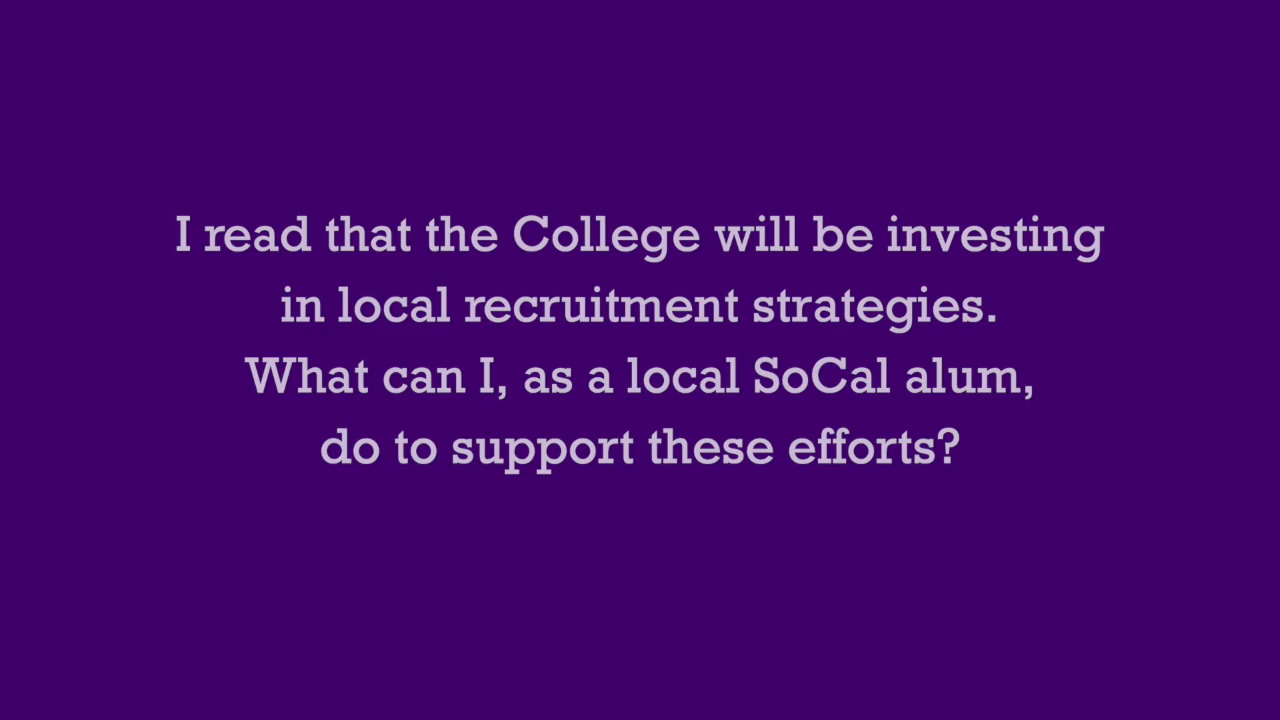 I read that the College will be investing
in local recruitment strategies.
What can I, as a local SoCal alum,
do to support these efforts?